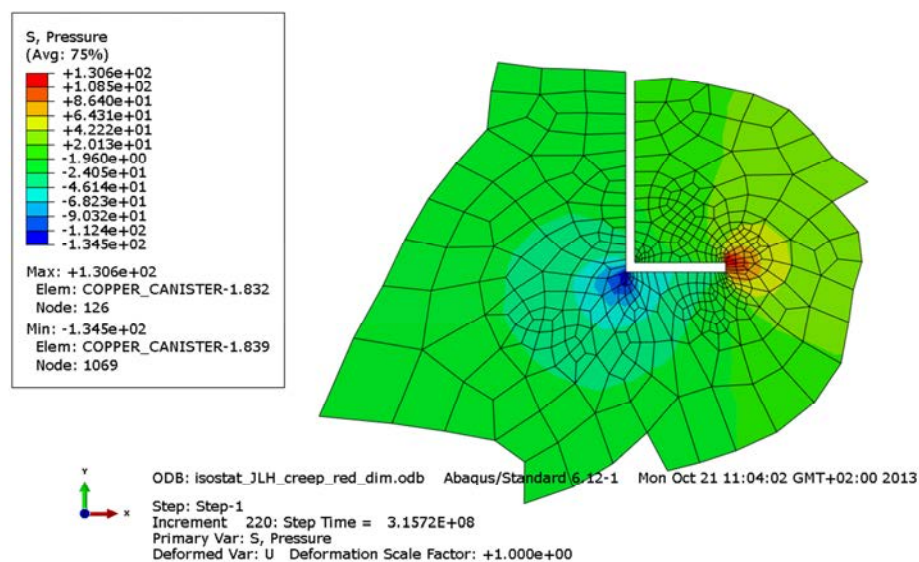 S, Pressure
(Avg: 75%)
+1.306e+02
+1.085e+02
+8.640e+01
+6.431e+01
+4.222e+01
+2.013e+01
-1.960e+00
-2.405e+01
-4.614e+01
-6.823e+01
-9.032e+01
-1.124e+02
-1.345e+02
Max: +1.306e+02
Elem: COPPER_CANISTER-1.832
Node: 126
Min: -1.345e+02
Elem: COPPER_CANISTER-1.839
Node: 1069
Y
X
ODB: isostat_JLH_creep_red_dim.odb Abaqus/Standard 6.12-1 Mon Oct 21 11:04:02 GMT+02:00 2013
Step: Step-1
Increment 220: Step Time = 3.1572E+08
Primary Var: S, Pressure
Deformed Var: U Deformation Scale Factor: +1.000e+00